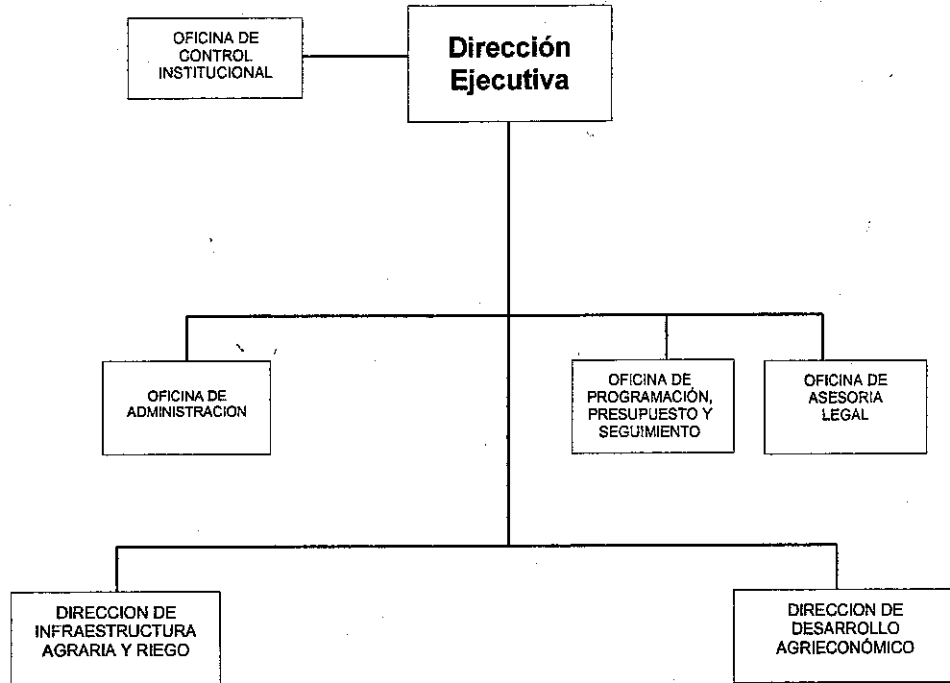 OFICINA DE
CONTROL
INSTITUCIONAL
Dirección
Ejecutiva
OFICINA DE
ADMINISTRACION
OFICINA DE
PROGRAMACIÓN,
PRESUPUESTO Y
SEGUIMIENTO
OFICINA DE
ASESORIA
LEGAL
DIRECCION DE
INFRAESTRUCTURA
AGRARIA Y RIEGO
DIRECCION DE
DESARROLLO
AGRIECONÓMICO